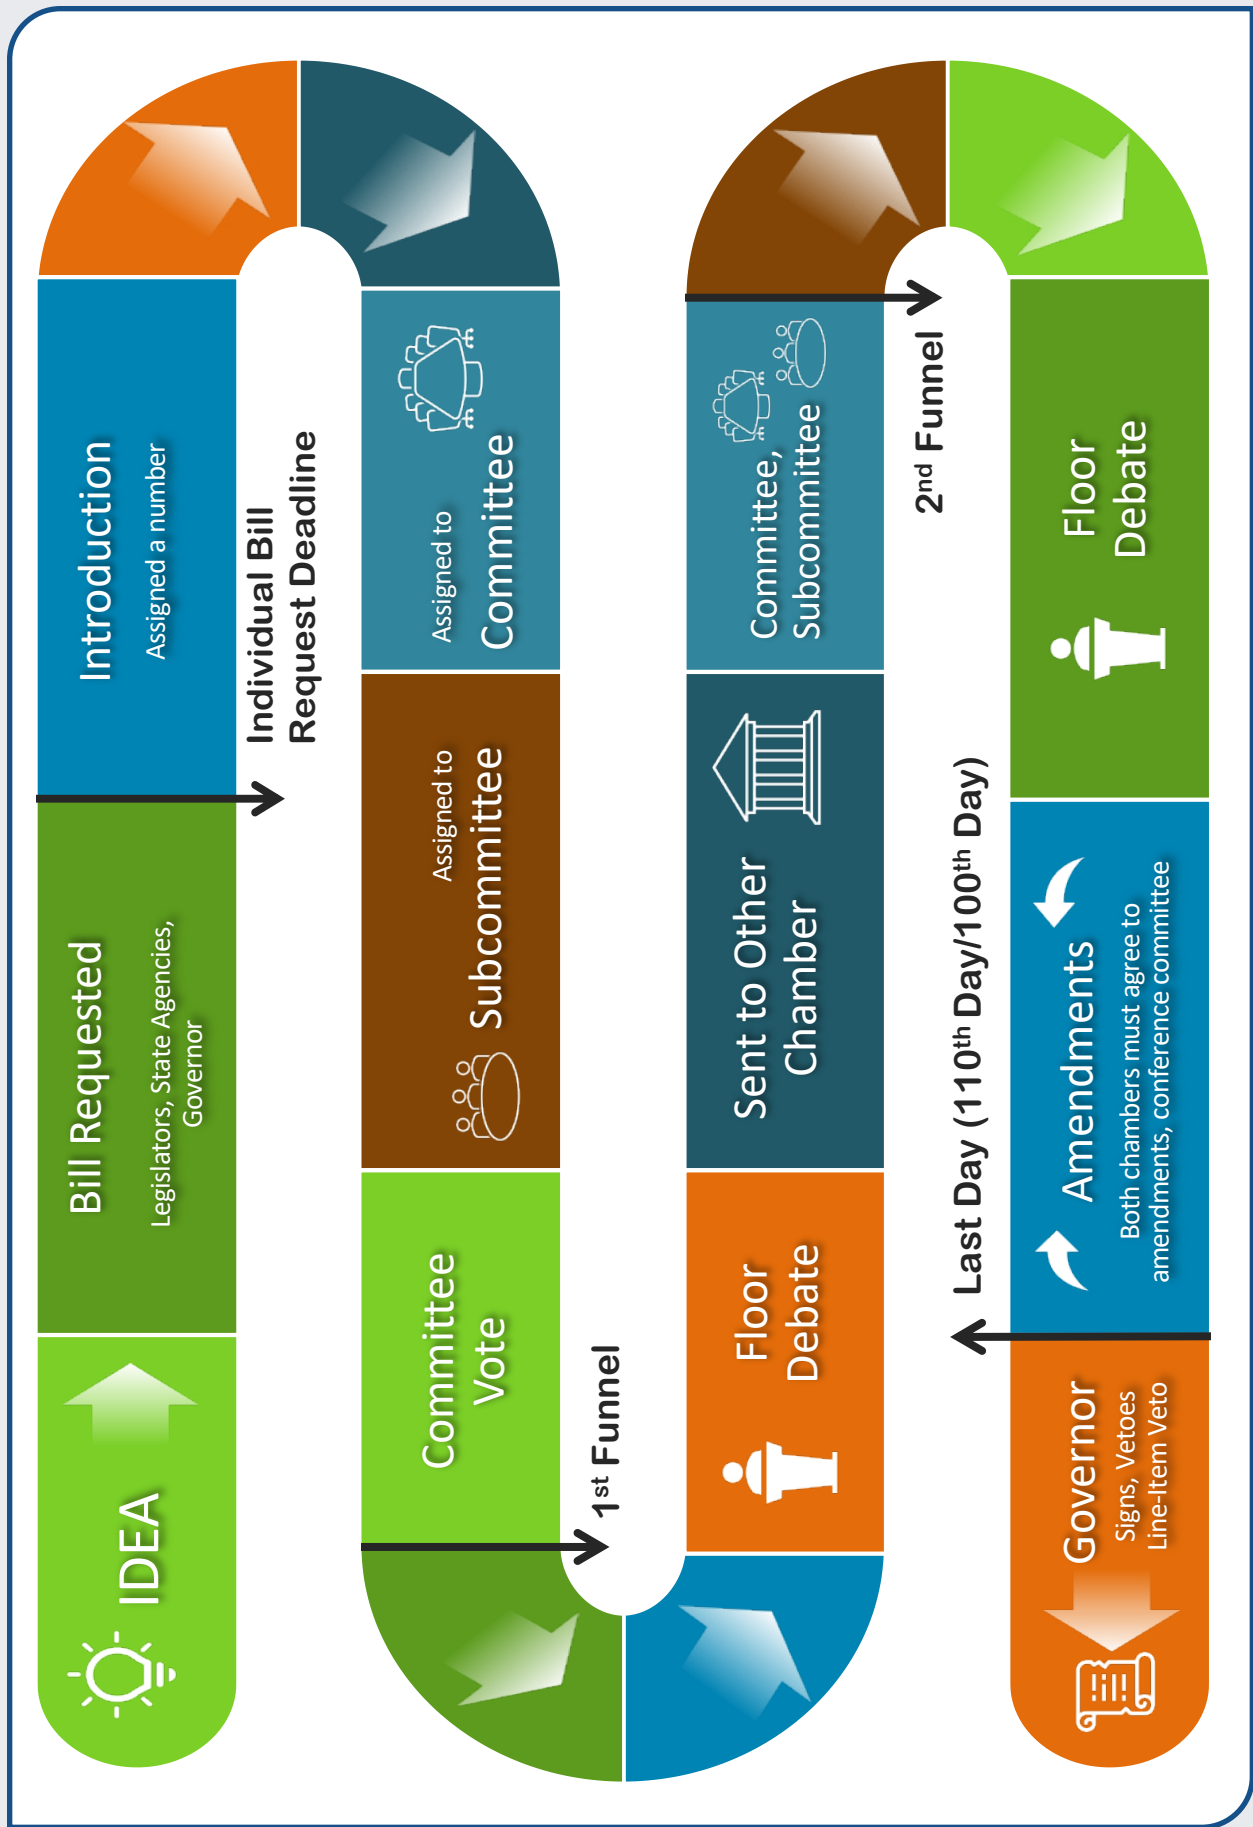 IDEA
Bill Requested
Legislators, State Agencies,
Governor
Introduction
Assigned a number
Individual Bill
Request Deadline
Assigned to
Committee
Assigned to
Subcommittee
Committee
Vote
1st Funnel
Floor
Debate
Sent to Other
Chamber
Committee,
Subcommittee
2nd Funnel
Floor
Debate
Amendments
Both chambers must agree to
amendments, conference committee
Last Day (110th Day/100th Day)
Governor
Signs, Vetoes
Line-Item Veto